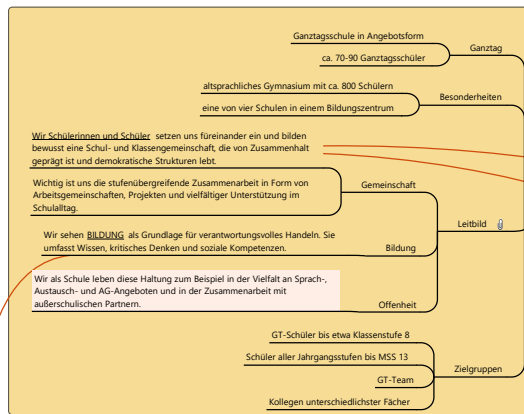 Ganztagsschule in Angebotsform
Ganztag
ca. 70-90 Ganztagsschüler
altsprachliches Gymnasium mit ca. 800 Schülern
Besonderheiten
eine von vier Schulen in einem Bildungszentrum
Wir Schülerinnen und Schüler setzen uns füreinander ein und bilden
bewusst eine Schul- und Klassengemeinschaft, die von Zusammenhalt
geprägt ist und demokratische Strukturen lebt.
Gemeinschaft
Wichtig ist uns die stufenübergreifende Zusammenarbeit in Form von
Arbeitsgemeinschaften, Projekten und vielfältiger Unterstützung im
Schulalltag.
Leitbild
Wir sehen BILDUNG als Grundlage für verantwortungsvolles Handeln. Sie
umfasst Wissen, kritisches Denken und soziale Kompetenzen.
Bildung
Wir als Schule leben diese Haltung zum Beispiel in der Vielfalt an Sprach-,
Austausch- und AG-Angeboten und in der Zusammenarbeit mit
außerschulischen Partnern.
Offenheit
GT-Schüler bis etwa Klassenstufe 8
Schüler aller Jahrgangsstufen bis MSS 13
Zielgruppen
GT-Team
Kollegen unterschiedlichster Fächer